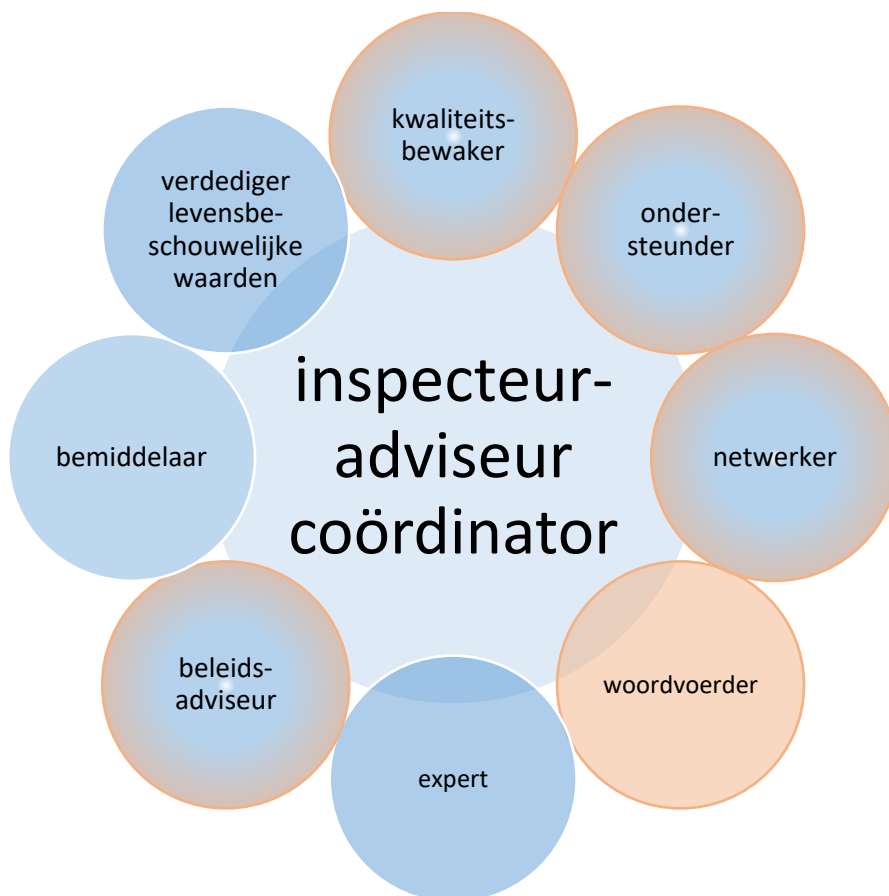 kwaliteits-
bewaker
onder-
steunder
netwerker
woordvoerder
expert
beleids-
adviseur
bemiddelaar
verdediger
levensbe-
schouwelijke
waarden
inspecteur-
adviseur
coördinator